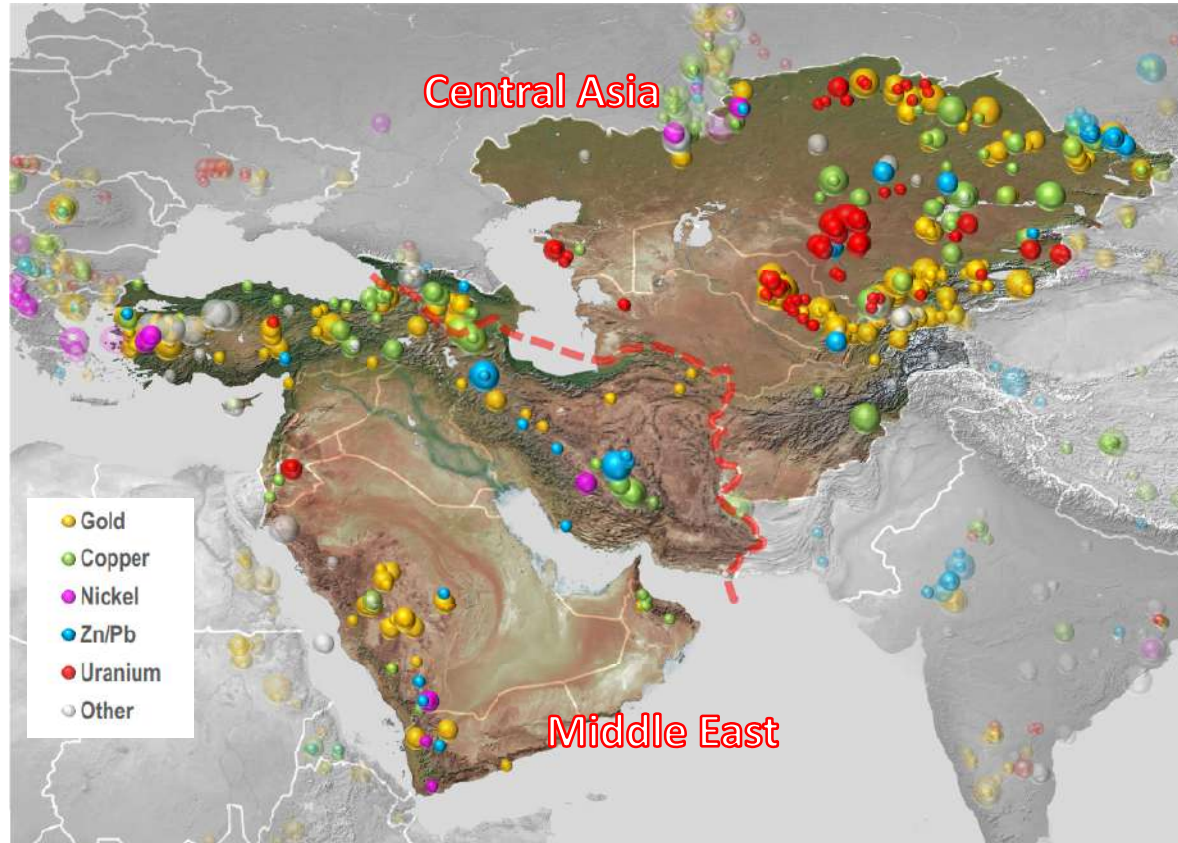 Central Asia
Gold
Copper
Nickel
Zn/Pb
Uranium
Other
Middle East